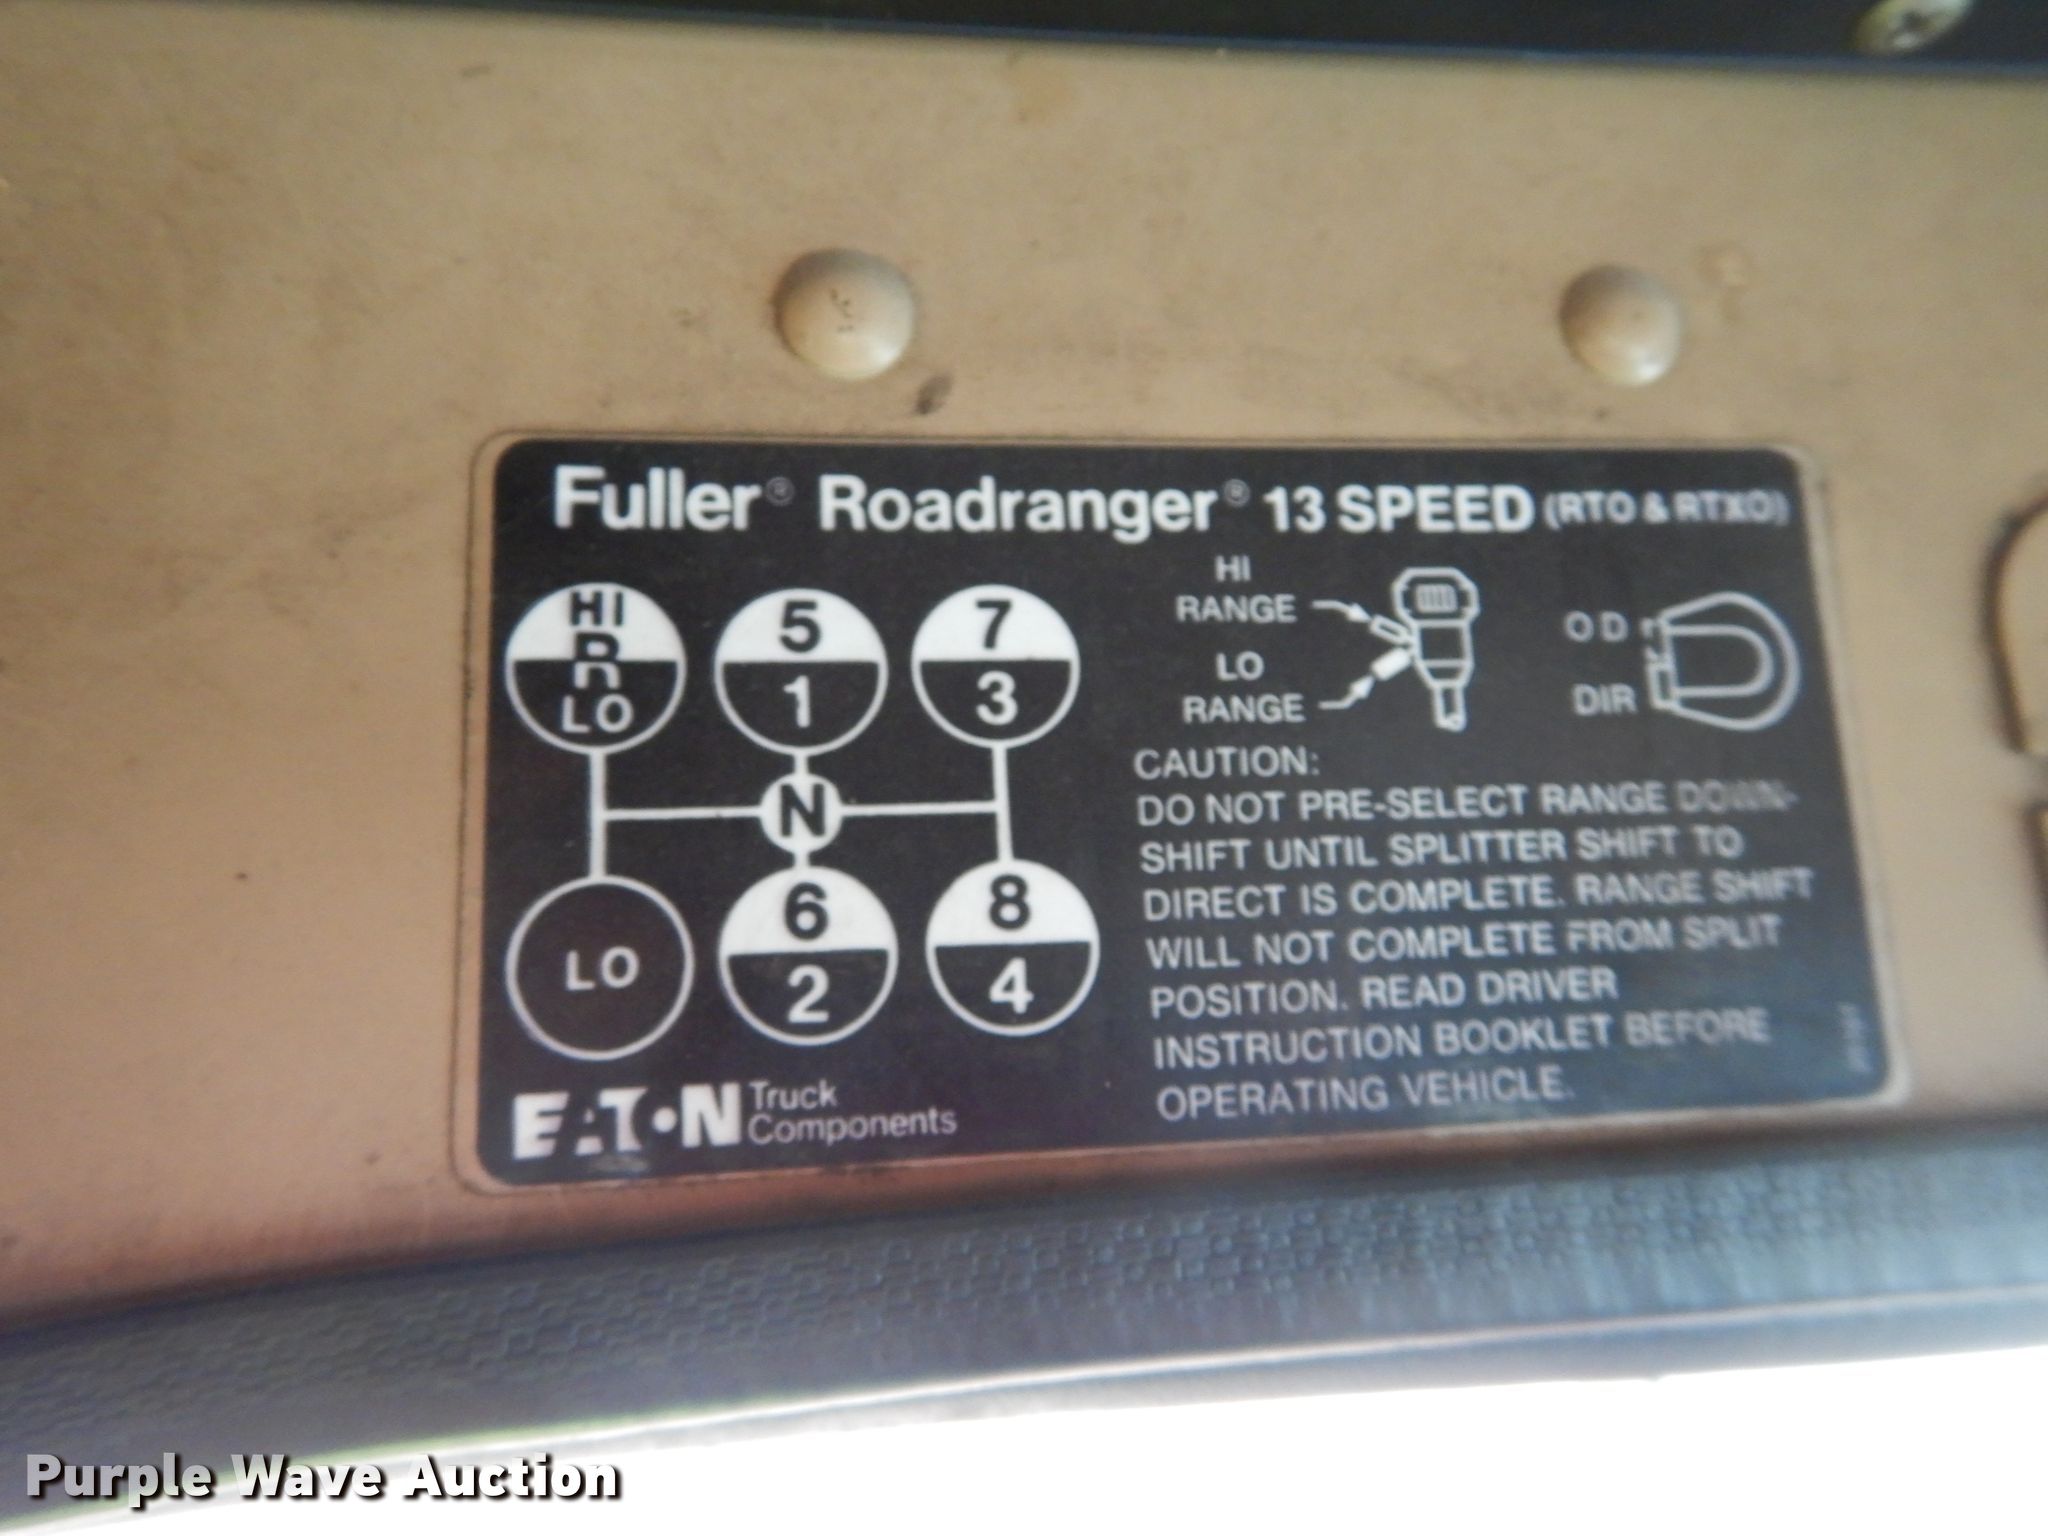 Fuller® Roadranger® 13 SPEED (RTO & RTXO)
HI
R
LO
5
1
7
3
N
LO
6
2
8
4
HI
RANGE
LO
RANGE
O D
DIR
CAUTION:
DO NOT PRE-SELECT RANGE DOWN-
SHIFT UNTIL SPLITTER SHIFT TO
DIRECT IS COMPLETE. RANGE SHIFT
WILL NOT COMPLETE FROM SPLIT
POSITION. READ DRIVER
INSTRUCTION BOOKLET BEFORE
OPERATING VEHICLE.
EATON Truck
Components
Purple Wave Auction